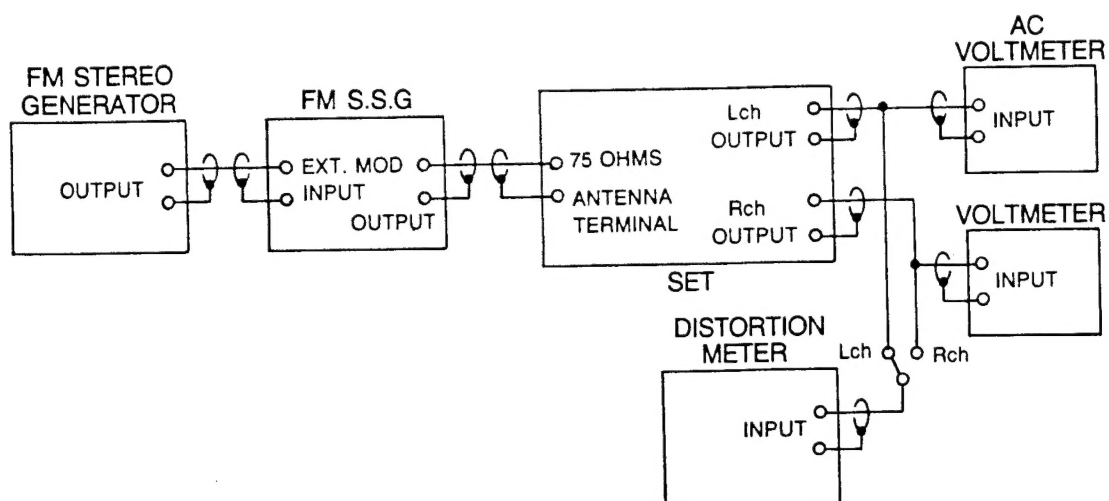 FM STEREO
GENERATOR
OUTPUT
FM S.S.G
EXT. MOD
INPUT
OUTPUT
75 OHMS
ANTENNA
TERMINAL
Lch
OUTPUT
Rch
OUTPUT
SET
AC
VOLTMETER
INPUT
VOLTMETER
INPUT
DISTORTION
METER
INPUT
Lch
Rch